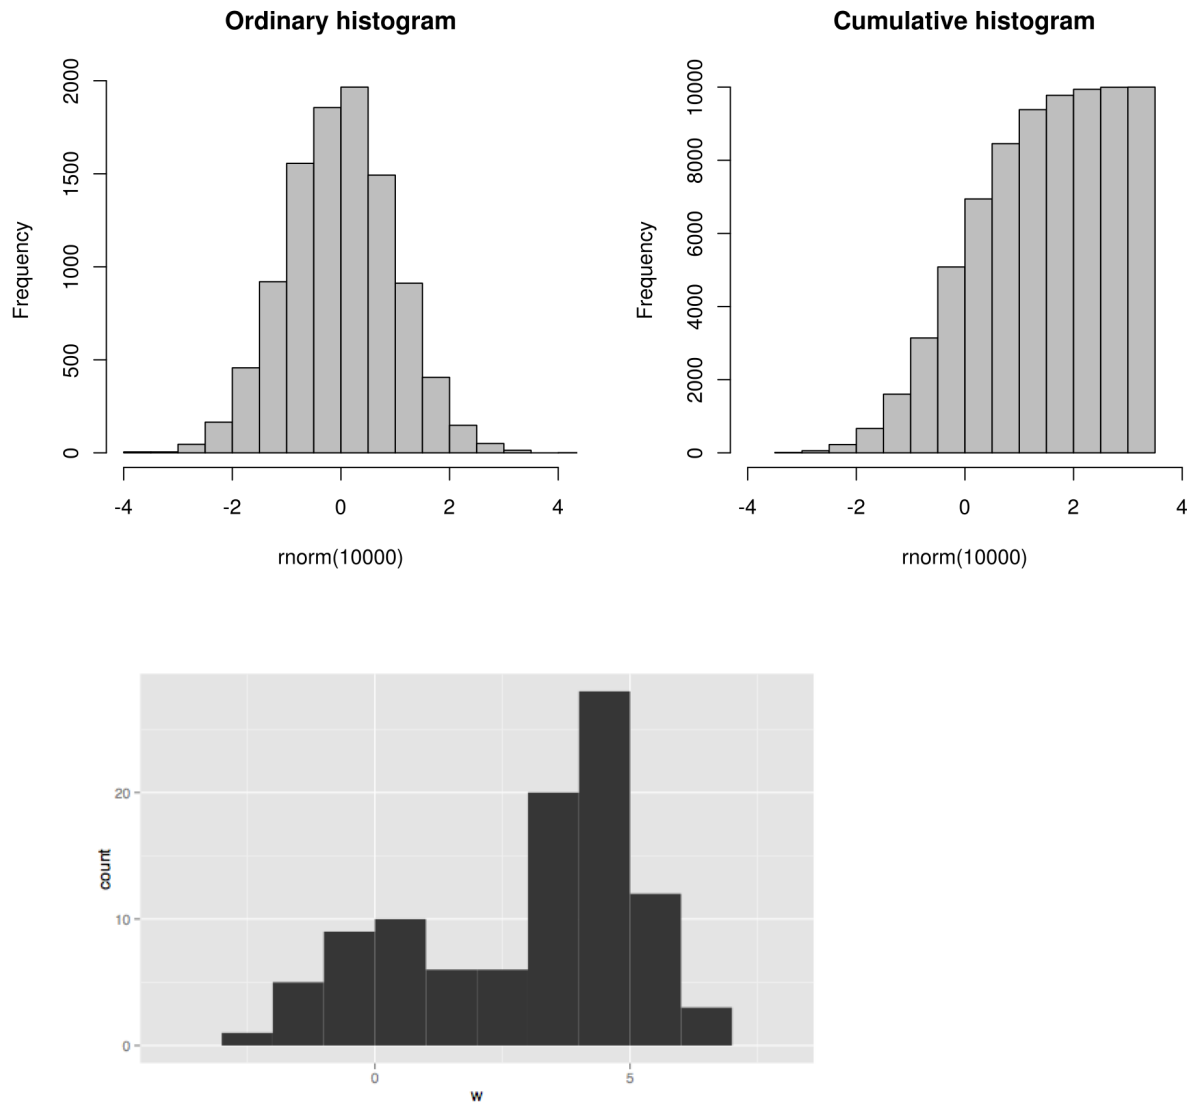 Ordinary histogram
Frequency
0
500
1000
1500
2000
-4 -2 0 2 4
rnorm(10000)
Cumulative histogram
Frequency
0
2000
4000
6000
8000
10000
-4 -2 0 2 4
rnorm(10000)
count
20
10
0
0 5
w